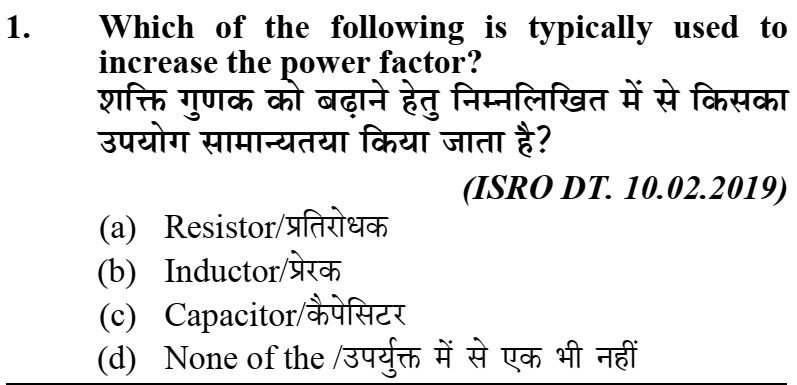 1. Which of the following is typically used to
increase the power factor?
शक्ति गुणक को बढ़ाने हेतु निम्नलिखित में से किसका
उपयोग सामान्यतया किया जाता है?
(ISRO DT. 10.02.2019)
(a) Resistor/प्रतिरोधक
(b) Inductor/प्रेरक
(c) Capacitor/कैपेसिटर
(d) None of the /उपर्युक्त में से एक भी नहीं